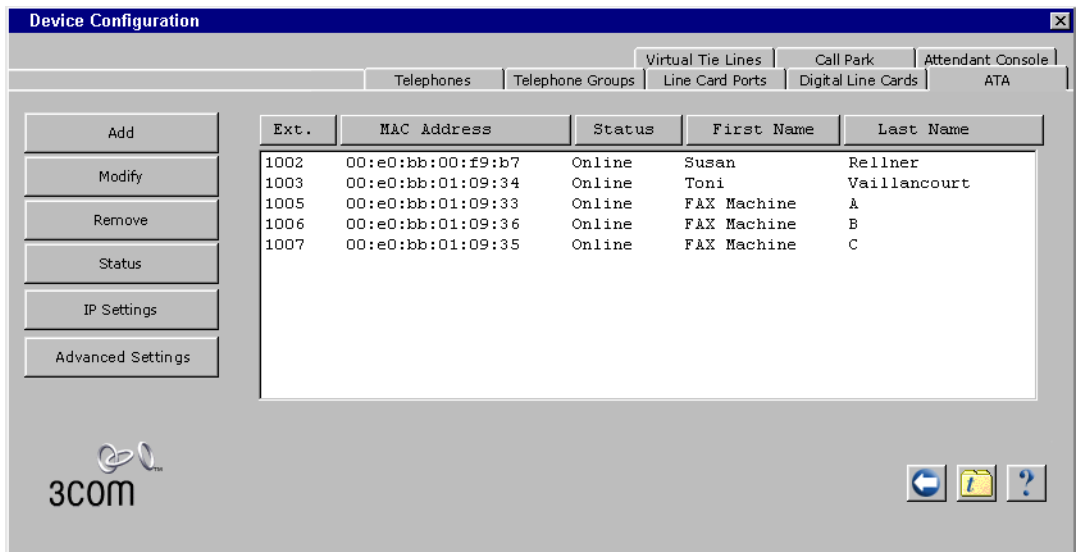 Device Configuration
Virtual Tie Lines Call Park Attendant Console
Telephones Telephone Groups Line Card Ports Digital Line Cards ATA
Add
Modify
Remove
Status
IP Settings
Advanced Settings
Ext. MAC Address Status First Name Last Name
1002 00:e0:bb:00:f9:b7 Online Susan Rellner
1003 00:e0:bb:01:09:34 Online Toni Vaillancourt
1005 00:e0:bb:01:09:33 Online FAX Machine A
1006 00:e0:bb:01:09:36 Online FAX Machine B
1007 00:e0:bb:01:09:35 Online FAX Machine C
TM
3COM
t ?